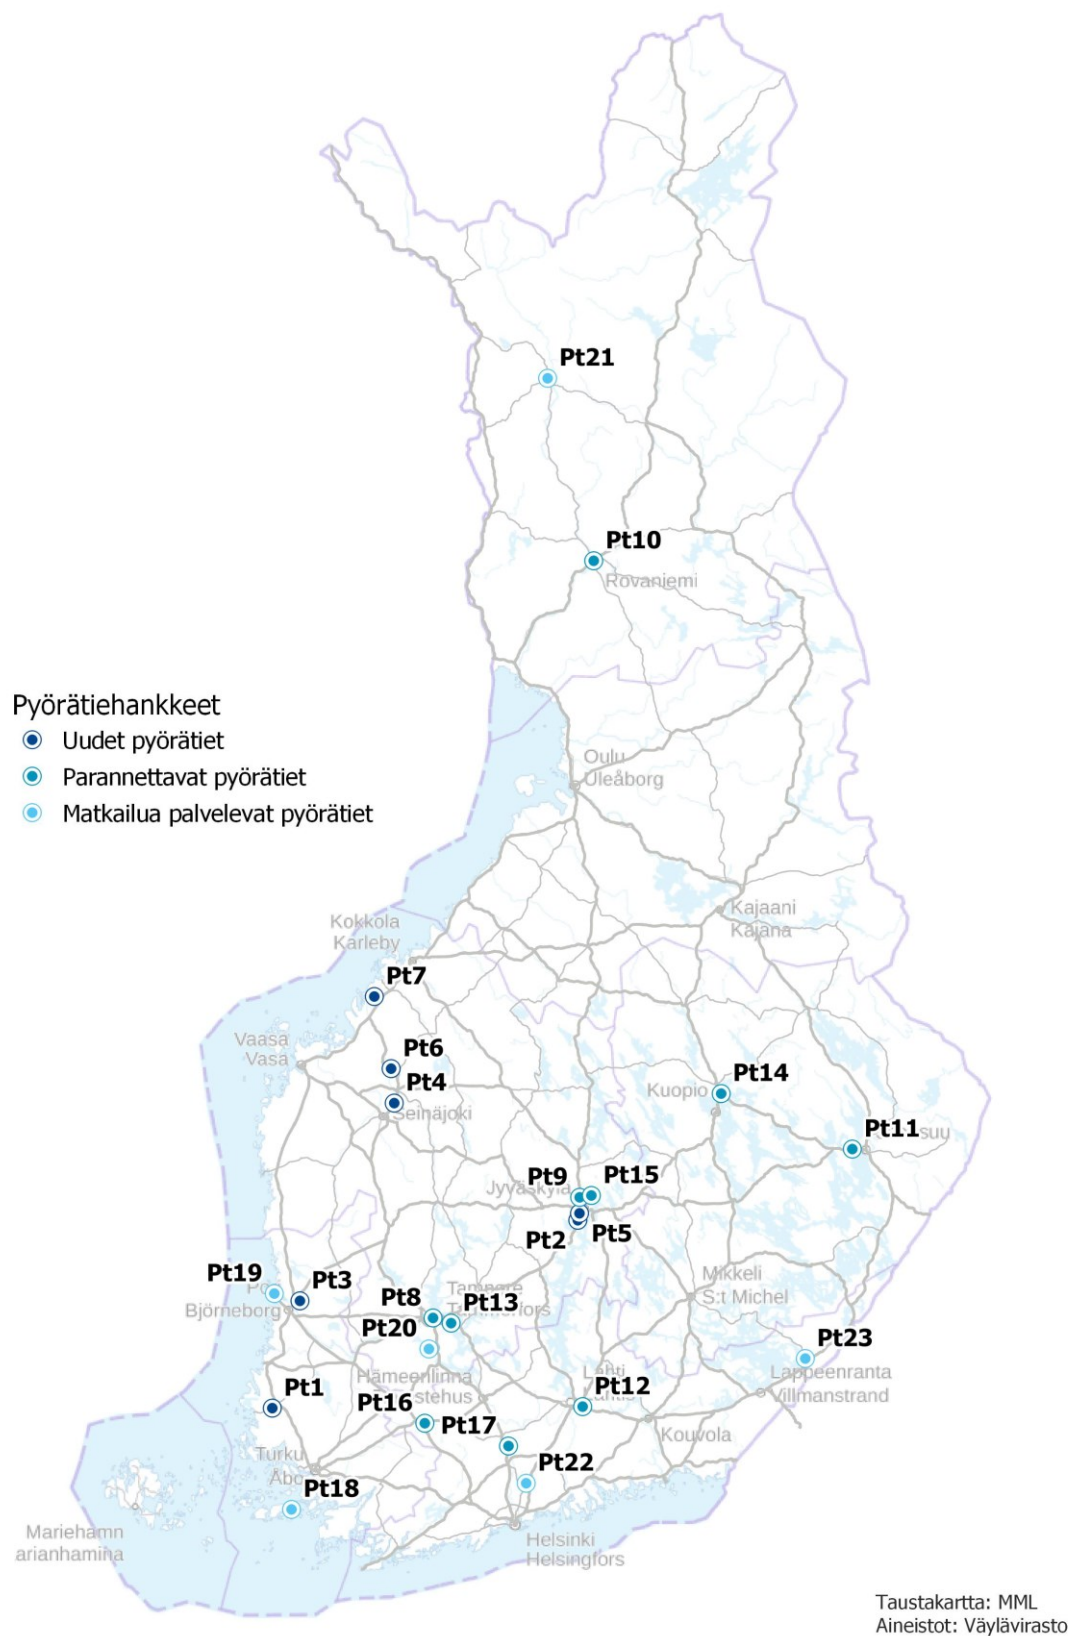 Pt21
Pt10
Rovaniemi
Pyörätiehankkeet
Uudet pyörätiet
Parannettavat pyörätiet
Matkailua palvelevat pyörätiet
Oulu
Uleåborg
Kajaani
Kajana
Kokkola
Karleby
Pt7
Vaasa
Vasa
Pt6
Pt4
Seinäjoki
Kuopio
Pt14
Pt11
suu
Pt9
Pt15
Jyväskylä
Pt2
Pt5
Pt19
Pt3
Björneborg
Mikkeli
S:t Michel
Pt8
Tampere
Tammerfors
Pt13
Pt20
Pt23
Lappeenranta
Villmanstrand
Hämeenlinna
stehus
Lahti
Pt1
Pt16
Pt12
Pt17
Kouvola
Turku
Åbo
Pt22
Pt18
Mariehamn
arianhamina
Helsinki
Helsingfors
Taustakartta: MML
Aineistot: Väylävirasto